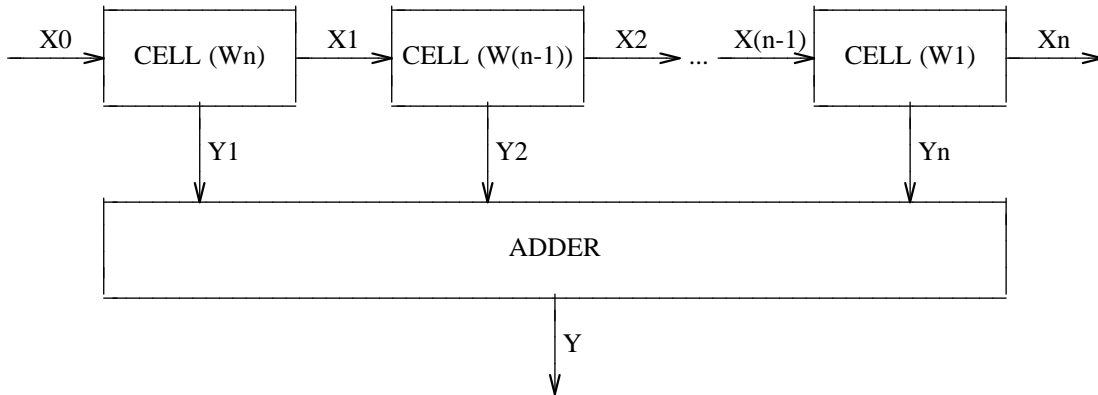 X0
CELL (Wn)
X1
CELL (W(n-1))
X2
...
X(n-1)
CELL (W1)
Xn
Y1
Y2
Yn
ADDER
Y